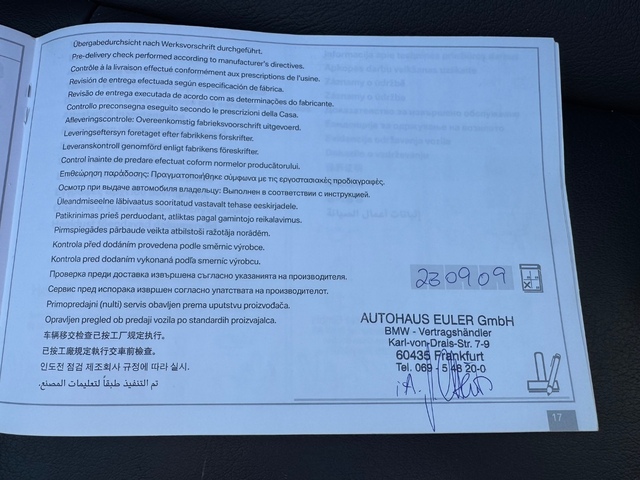 Übergabedurchsicht nach Werksvorschrift durchgeführt.
Pre-delivery check performed according to manufacturer's directives.
Contrôle à la livraison effectué conformément aux prescriptions de l'usine.
Revisión de entrega efectuada según especificación de fábrica.
Revisão de entrega executada de acordo com as determinações do fabricante.
Controllo preconsegna eseguito secondo le prescrizioni della Casa.
Afleveringscontrole: Overeenkomstig fabrieksvoorschrift uitgevoerd.
Leveringseftersyn foretaget efter fabrikkens forskrifter.
Leveranskontroll genomförd enligt fabrikens föreskrifter.
Control înainte de predare efectuat coform normelor producătorului.
Επιθεώρηση παράδοσης: Πραγματοποιήθηκε σύμφωνα με τις εργοστασιακές προδιαγραφές.
Осмотр при выдаче автомобиля владельцу: Выполнен в соответствии с инструкцией.
Üleandmiseelne läbivaatus sooritatud vastavalt tehase eeskirjadele.
Patikrinimas prieš perduodant, atliktas pagal gamintojo reikalavimus.
Pirmspiegādes pārbaude veikta atbilstoši ražotāja norādēm.
Kontrola před dodáním provedena podle směrnic výrobce.
Kontrola pred dodaním vykonaná podľa smerníc výrobcu.
Проверка преди доставка извършена съгласно указанията на производителя.
Сервис пред испорака извршен согласно упатствата на производителот.
Primopredajni (nulti) servis obavljen prema uputstvu proizvođača.
Opravljen pregled ob predaji vozila po standardih proizvajalca.
车辆移交检查已按工厂规定执行。
已按工廠規定執行交車前檢查。
인도전 점검 제조회사 규정에 따라 실시.
تم التنفيذ طبقاً لتعليمات المصنع.
230909
AUTOHAUS EULER GmbH
BMW - Vertragshändler
Karl-von-Drais-Str. 7-9
60435 Frankfurt
Tel. 069 - 5 48 20-0
i.A.
17